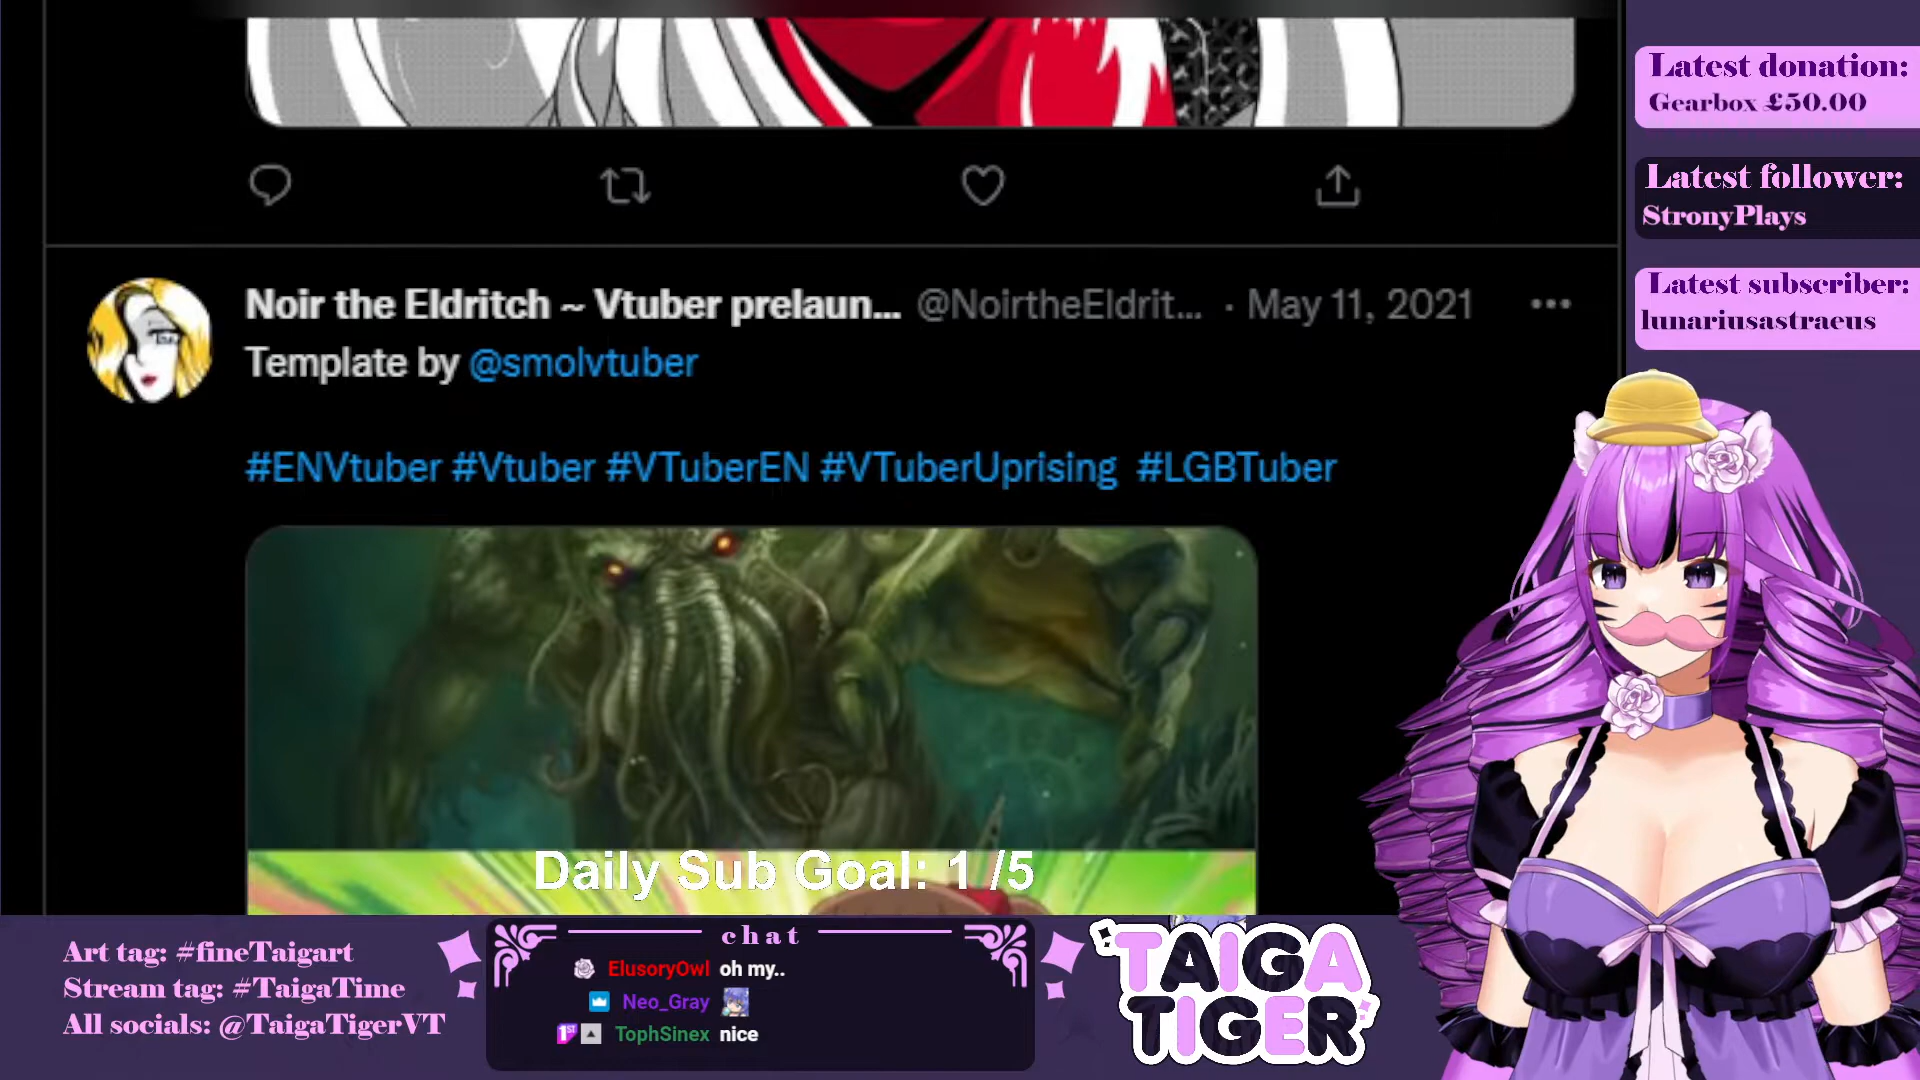 Latest donation:
Gearbox £50.00
Latest follower:
StronyPlays
Latest subscriber:
lunariusastraeus
Noir the Eldritch ~ Vtuber prelaun... @NoirtheEldrit... · May 11, 2021
Template by @smolvtuber
#ENVtuber #Vtuber #VTuberEN #VTuberUprising #LGBTuber
Daily Sub Goal: 1 /5
Art tag: #fineTaigart
Stream tag: #TaigaTime
All socials: @TaigaTigerVT
chat
ElusoryOwl oh my..
Neo_Gray
1ST TophSinex nice
TAIGA
TIGER